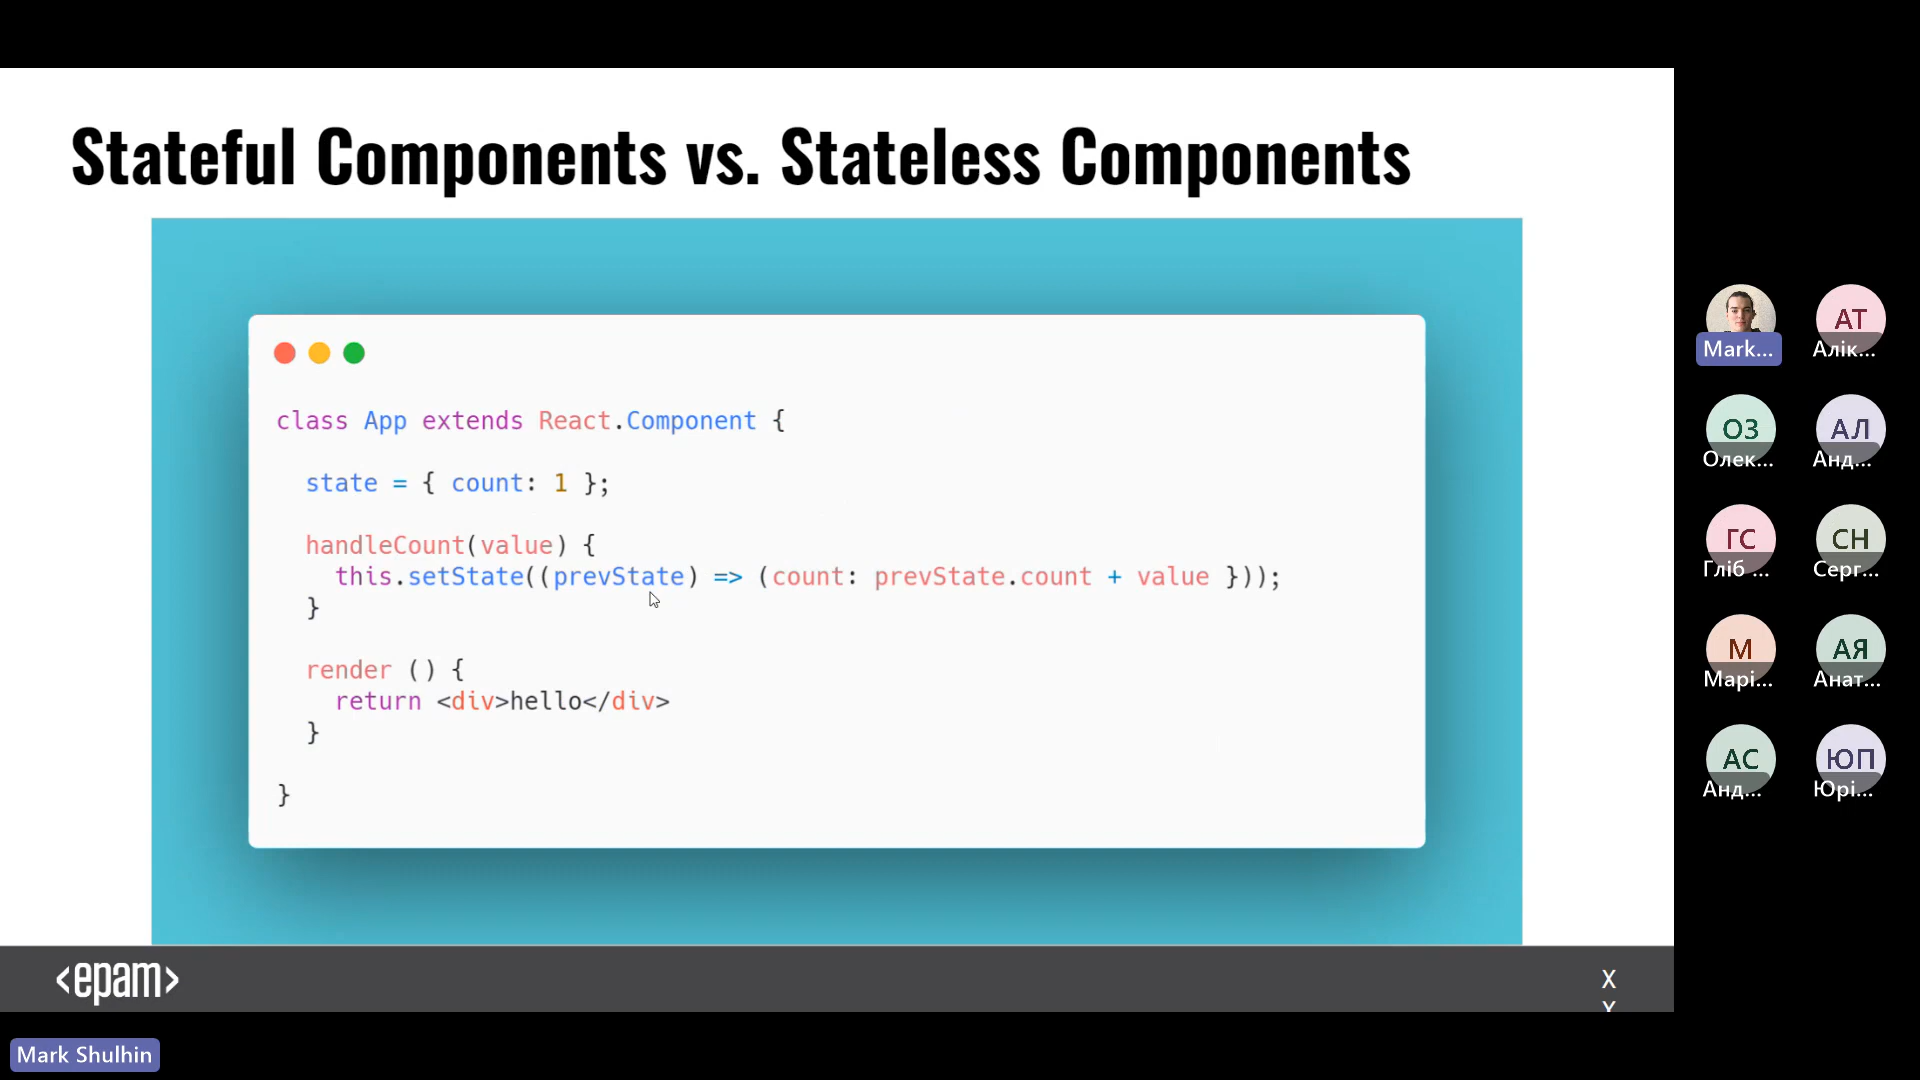 Stateful Components vs. Stateless Components
class App extends React.Component {
state = { count: 1 };
handleCount(value) {
this.setState((prevState) => (count: prevState.count + value }));
}
render () {
return <div>hello</div>
}
}
<epam>
X
Y
Mark Shulhin
Mark...
АТ
Алік...
ОЗ
Олек...
АЛ
Анд...
ГС
Гліб ...
СН
Серг...
М
Марі...
АЯ
Анат...
АС
Анд...
ЮП
Юрі...